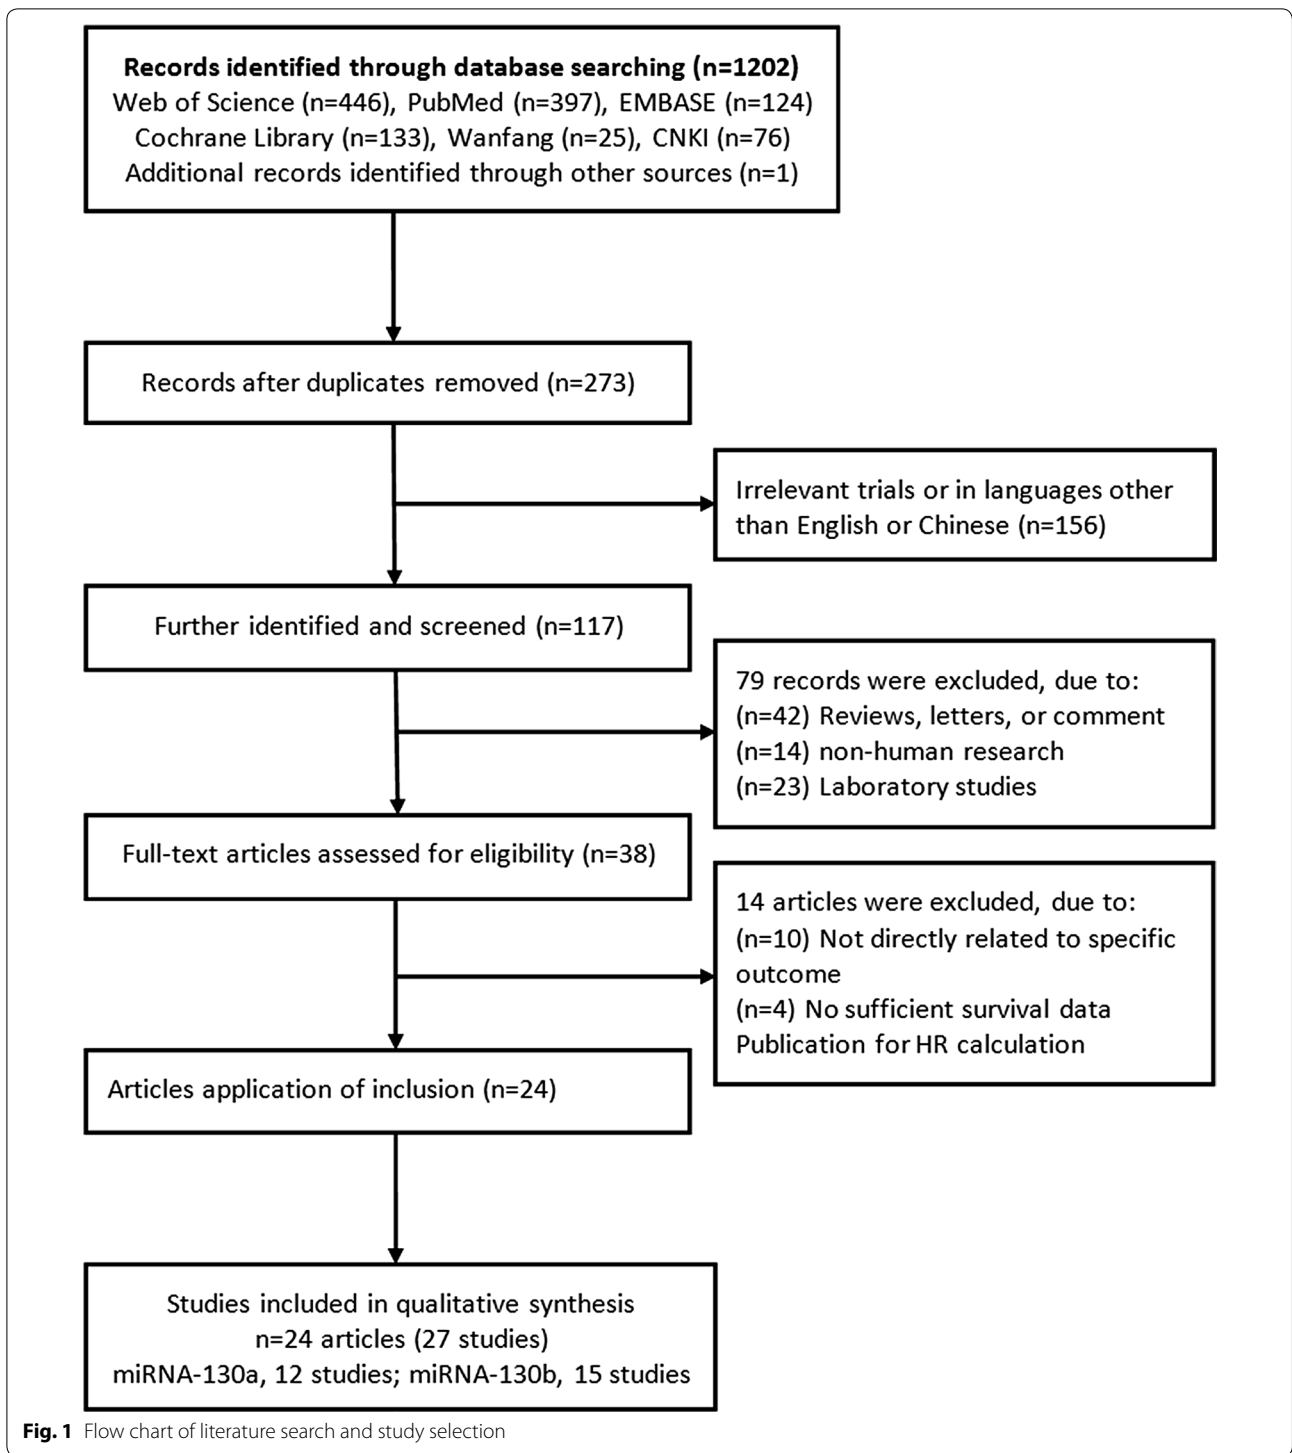 Records identified through database searching (n=1202)
Web of Science (n=446), PubMed (n=397), EMBASE (n=124)
Cochrane Library (n=133), Wanfang (n=25), CNKI (n=76)
Additional records identified through other sources (n=1)
Records after duplicates removed (n=273)
Irrelevant trials or in languages other
than English or Chinese (n=156)
Further identified and screened (n=117)
79 records were excluded, due to:
(n=42) Reviews, letters, or comment
(n=14) non-human research
(n=23) Laboratory studies
Full-text articles assessed for eligibility (n=38)
14 articles were excluded, due to:
(n=10) Not directly related to specific
outcome
(n=4) No sufficient survival data
Publication for HR calculation
Articles application of inclusion (n=24)
Studies included in qualitative synthesis
n=24 articles (27 studies)
miRNA-130a, 12 studies; miRNA-130b, 15 studies
Fig. 1 Flow chart of literature search and study selection